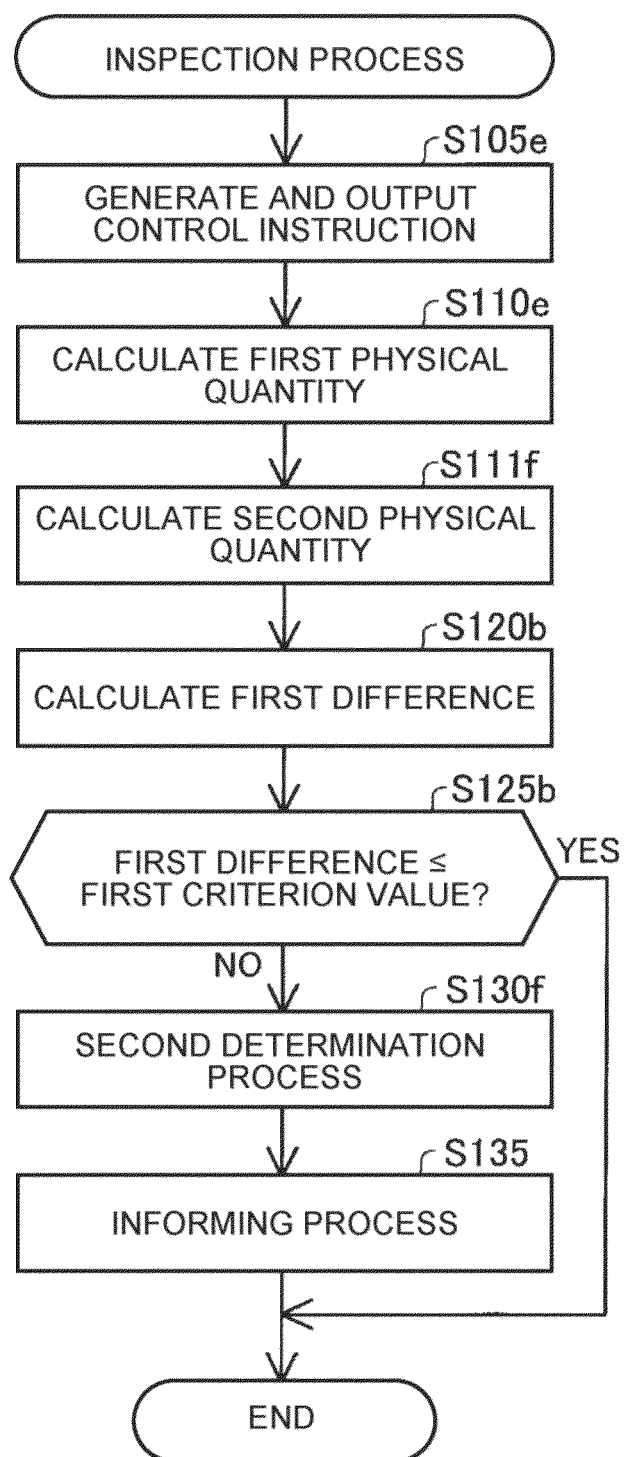 INSPECTION PROCESS
S105e
GENERATE AND OUTPUT
CONTROL INSTRUCTION
S110e
CALCULATE FIRST PHYSICAL
QUANTITY
S111f
CALCULATE SECOND PHYSICAL
QUANTITY
S120b
CALCULATE FIRST DIFFERENCE
S125b
FIRST DIFFERENCE ≤
FIRST CRITERION VALUE?
YES
NO
S130f
SECOND DETERMINATION
PROCESS
S135
INFORMING PROCESS
END